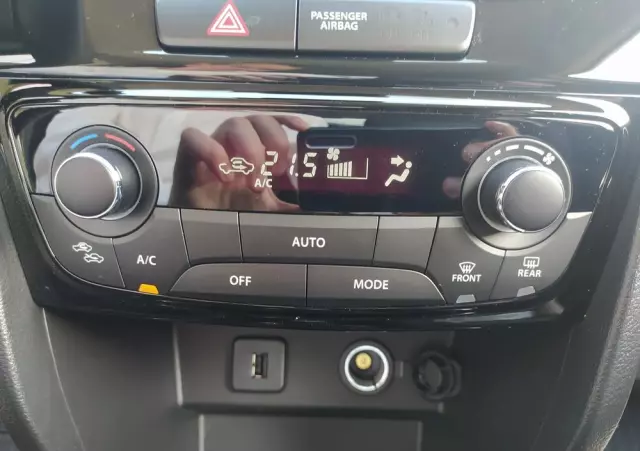 PASSENGER
AIRBAG
21.5
A/C
AUTO
A/C
FRONT
REAR
OFF
MODE